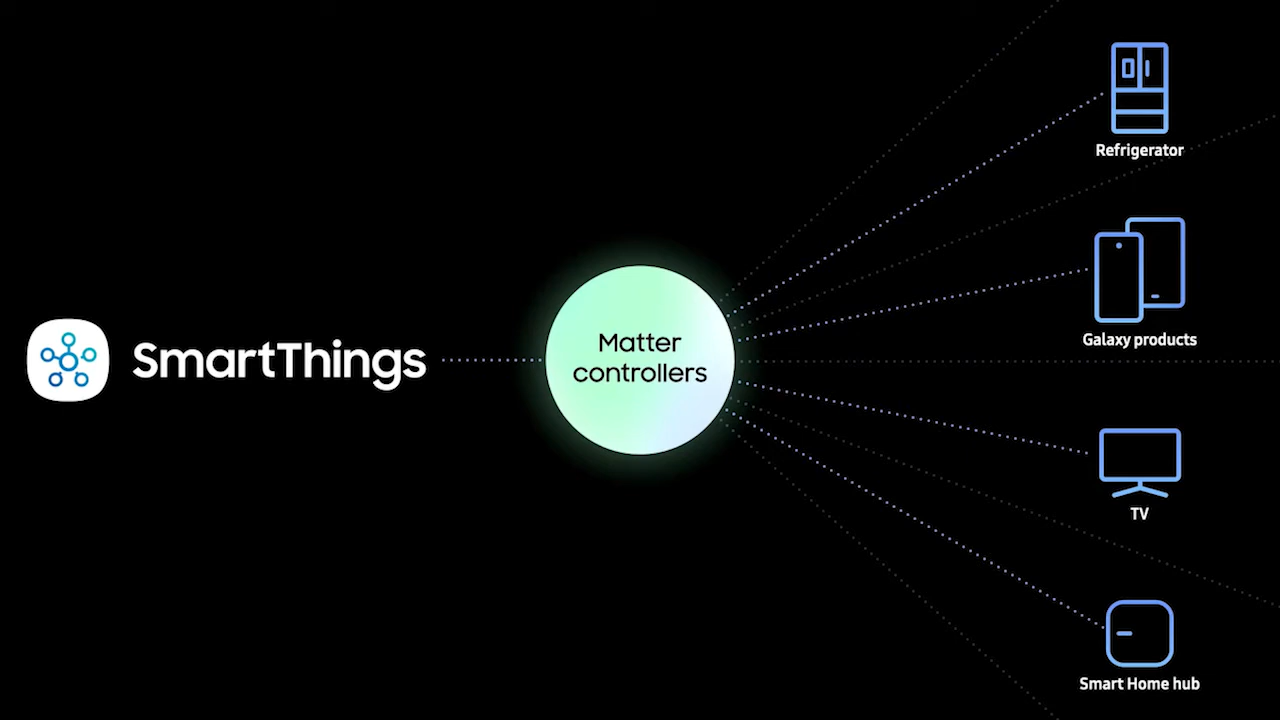 SmartThings
Matter
controllers
Refrigerator
Galaxy products
TV
Smart Home hub